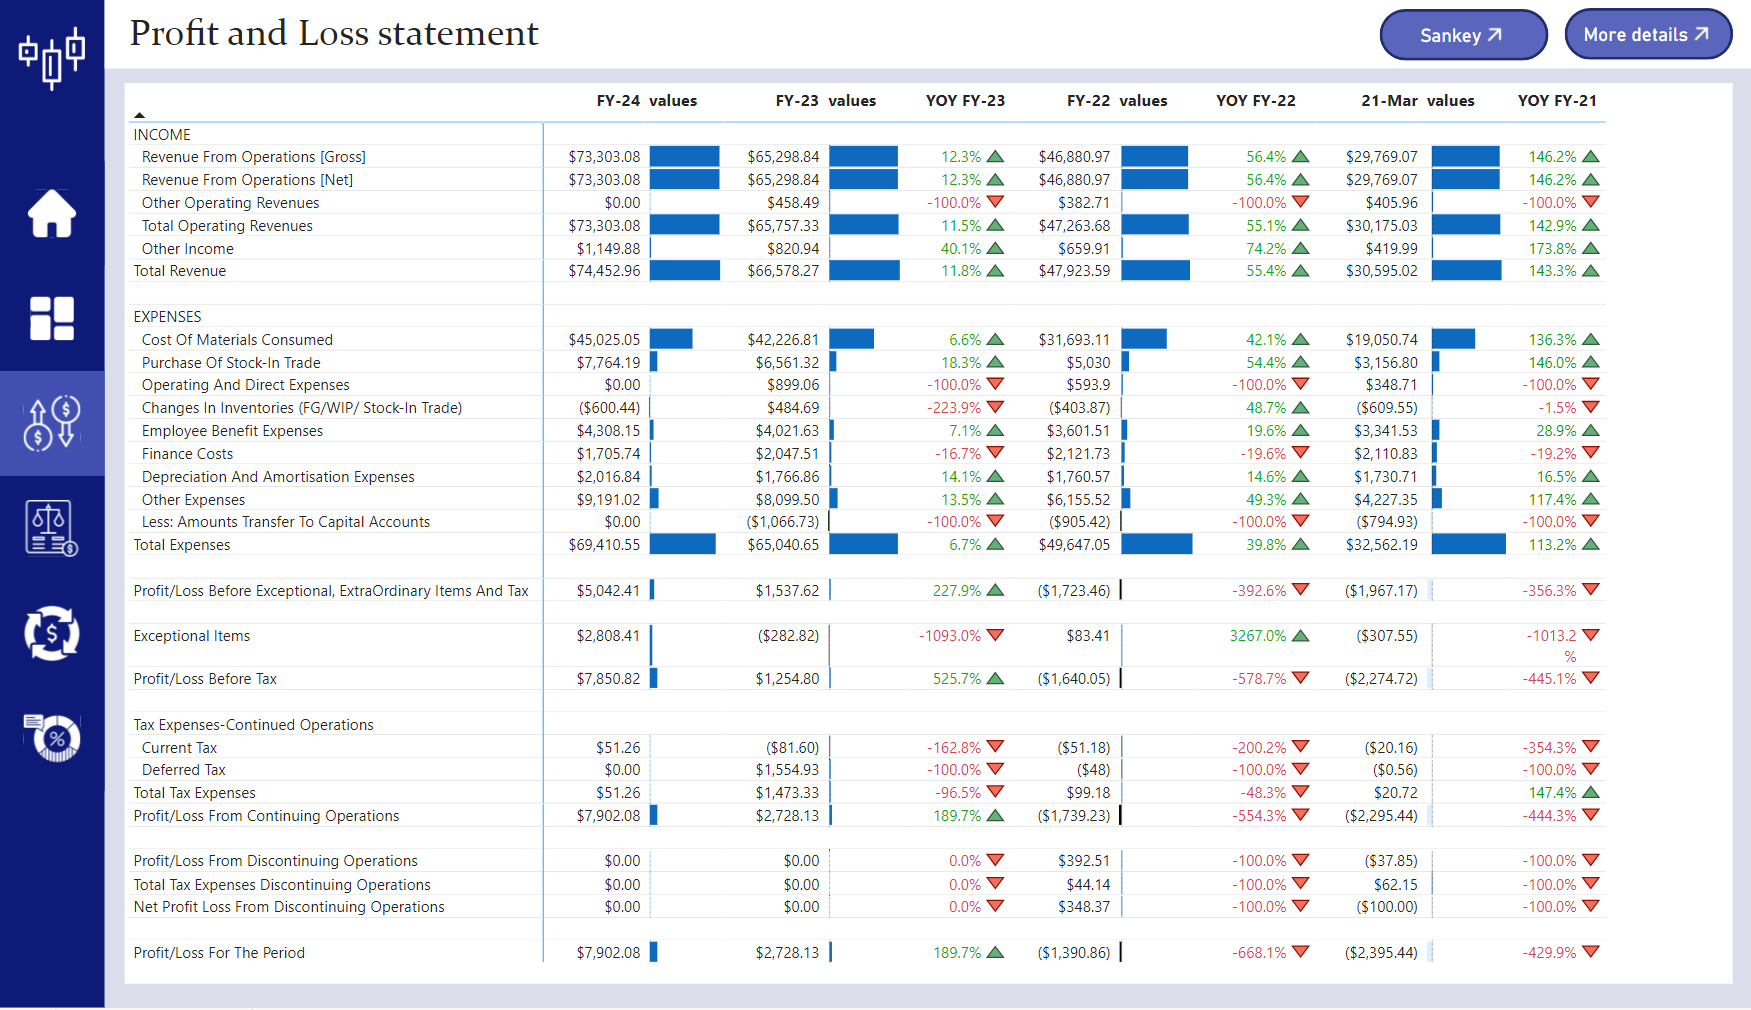 Profit and Loss statement
Sankey
More details
FY-24 values FY-23 values YOY FY-23 FY-22 values YOY FY-22 21-Mar values YOY FY-21
INCOME
Revenue From Operations [Gross] $73,303.08 $65,298.84 12.3% $46,880.97 56.4% $29,769.07 146.2%
Revenue From Operations [Net] $73,303.08 $65,298.84 12.3% $46,880.97 56.4% $29,769.07 146.2%
Other Operating Revenues $0.00 $458.49 -100.0% $382.71 -100.0% $405.96 -100.0%
Total Operating Revenues $73,303.08 $65,757.33 11.5% $47,263.68 55.1% $30,175.03 142.9%
Other Income $1,149.88 $820.94 40.1% $659.91 74.2% $419.99 173.8%
Total Revenue $74,452.96 $66,578.27 11.8% $47,923.59 55.4% $30,595.02 143.3%
EXPENSES
Cost Of Materials Consumed $45,025.05 $42,226.81 6.6% $31,693.11 42.1% $19,050.74 136.3%
Purchase Of Stock-In Trade $7,764.19 $6,561.32 18.3% $5,030 54.4% $3,156.80 146.0%
Operating And Direct Expenses $0.00 $899.06 -100.0% $593.9 -100.0% $348.71 -100.0%
Changes In Inventories (FG/WIP/ Stock-In Trade) ($600.44) $484.69 -223.9% ($403.87) 48.7% ($609.55) -1.5%
Employee Benefit Expenses $4,308.15 $4,021.63 7.1% $3,601.51 19.6% $3,341.53 28.9%
Finance Costs $1,705.74 $2,047.51 -16.7% $2,121.73 -19.6% $2,110.83 -19.2%
Depreciation And Amortisation Expenses $2,016.84 $1,766.86 14.1% $1,760.57 14.6% $1,730.71 16.5%
Other Expenses $9,191.02 $8,099.50 13.5% $6,155.52 49.3% $4,227.35 117.4%
Less: Amounts Transfer To Capital Accounts $0.00 ($1,066.73) -100.0% ($905.42) -100.0% ($794.93) -100.0%
Total Expenses $69,410.55 $65,040.65 6.7% $49,647.05 39.8% $32,562.19 113.2%
Profit/Loss Before Exceptional, ExtraOrdinary Items And Tax $5,042.41 $1,537.62 227.9% ($1,723.46) -392.6% ($1,967.17) -356.3%
Exceptional Items $2,808.41 ($282.82) -1093.0% $83.41 3267.0% ($307.55) -1013.2
%
Profit/Loss Before Tax $7,850.82 $1,254.80 525.7% ($1,640.05) -578.7% ($2,274.72) -445.1%
Tax Expenses-Continued Operations
Current Tax $51.26 ($81.60) -162.8% ($51.18) -200.2% ($20.16) -354.3%
Deferred Tax $0.00 $1,554.93 -100.0% ($48) -100.0% ($0.56) -100.0%
Total Tax Expenses $51.26 $1,473.33 -96.5% $99.18 -48.3% $20.72 147.4%
Profit/Loss From Continuing Operations $7,902.08 $2,728.13 189.7% ($1,739.23) -554.3% ($2,295.44) -444.3%
Profit/Loss From Discontinuing Operations $0.00 $0.00 0.0% $392.51 -100.0% ($37.85) -100.0%
Total Tax Expenses Discontinuing Operations $0.00 $0.00 0.0% $44.14 -100.0% $62.15 -100.0%
Net Profit Loss From Discontinuing Operations $0.00 $0.00 0.0% $348.37 -100.0% ($100.00) -100.0%
Profit/Loss For The Period $7,902.08 $2,728.13 189.7% ($1,390.86) -668.1% ($2,395.44) -429.9%